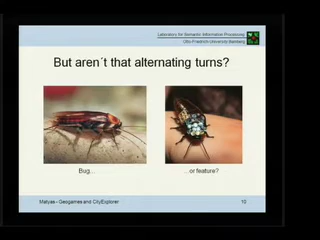 Laboratory for Semantic Information Processing
Otto-Friedrich-University Bamberg
But aren´t that alternating turns?
Bug...
...or feature?
Matyas - Geogames and CityExplorer
10